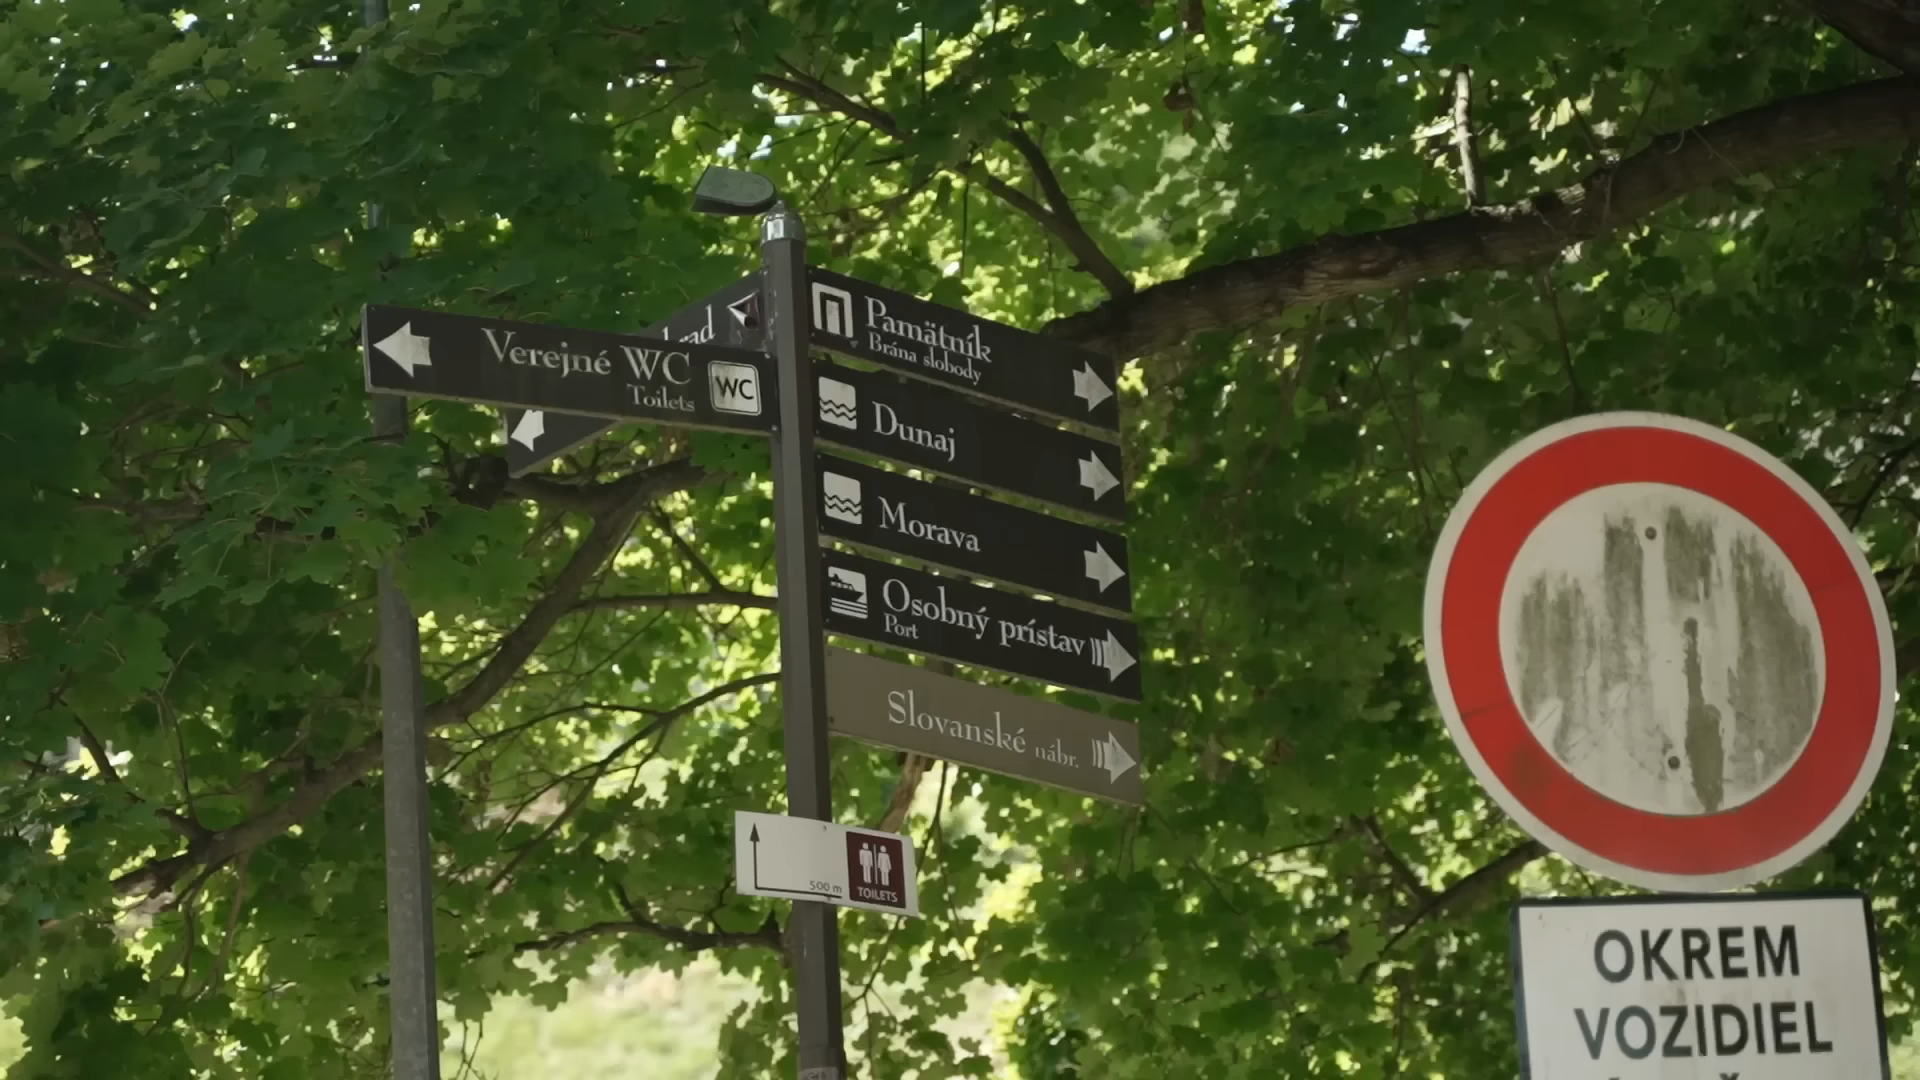 Verejné WC
Toilets
WC
Pamätník
Brána slobody
Dunaj
Morava
Osobný prístav
Port
Slovanské nábr.
500 m
TOILETS
OKREM
VOZIDIEL